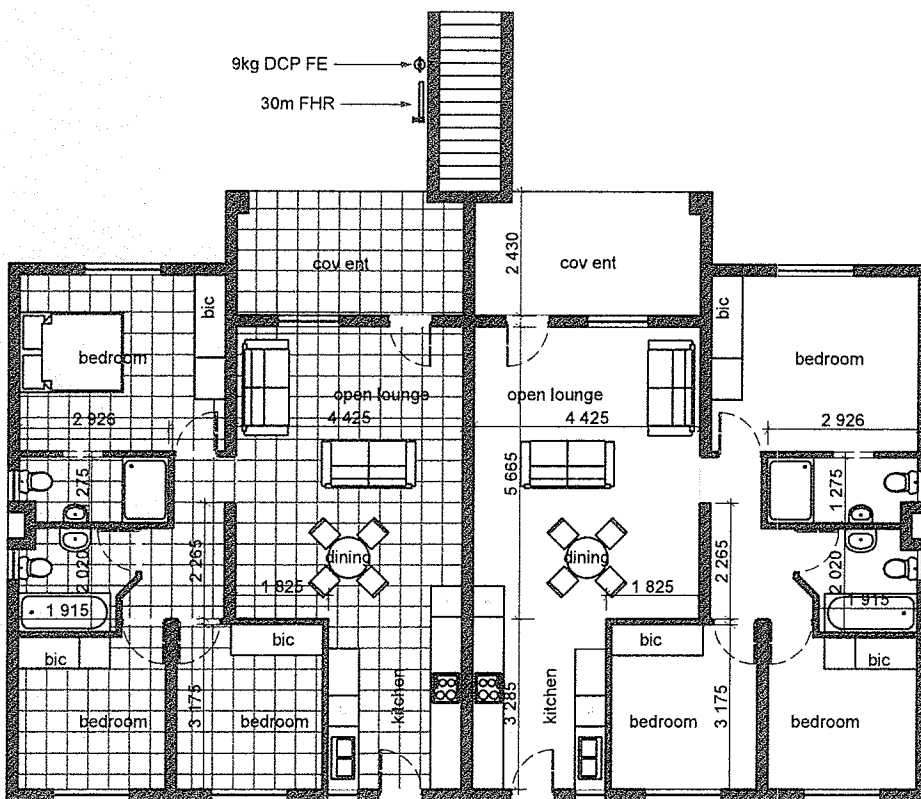 9kg DCP FE
30m FHR
cov ent
2 430
cov ent
bic
bic
bedroom
bedroom
open lounge
open lounge
2 926
4 425
4 425
2 926
1 275
5 665
1 275
dining
dining
2 020
2 265
2 265
2 020
1 825
1 825
1 915
1 915
bic
bic
bic
bic
kitchen
kitchen
3 175
3 285
3 175
bedroom
bedroom
bedroom
bedroom